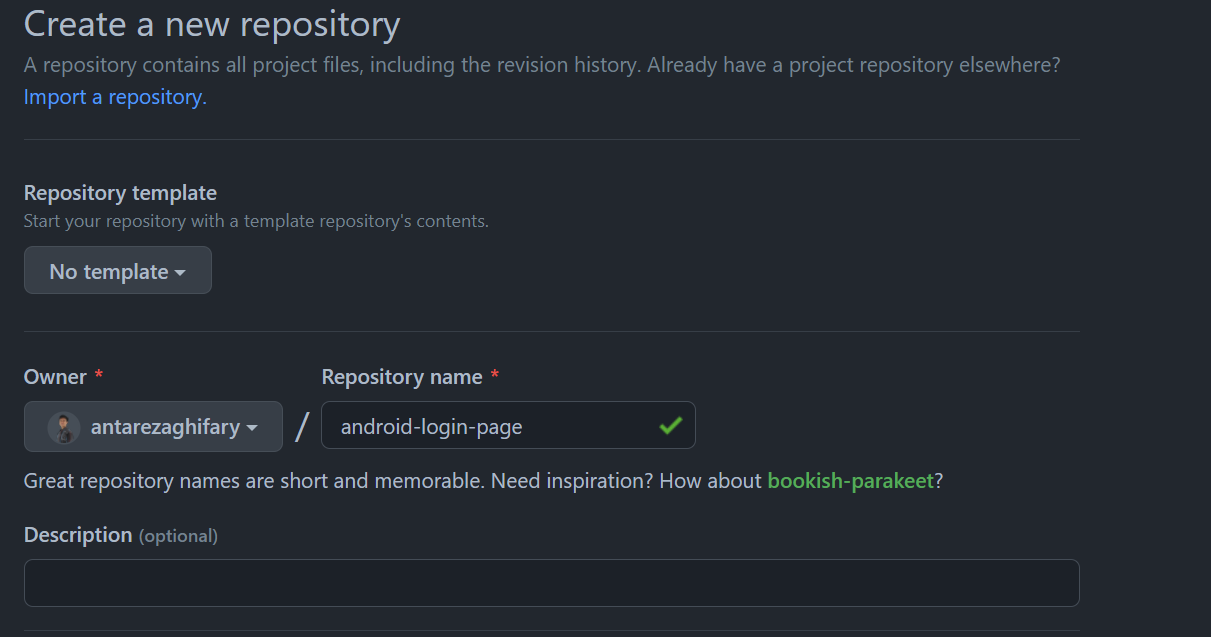 Create a new repository
A repository contains all project files, including the revision history. Already have a project repository elsewhere?
Import a repository.
Repository template
Start your repository with a template repository's contents.
No template
Owner *
Repository name *
antarezaghifary
/
android-login-page
Great repository names are short and memorable. Need inspiration? How about bookish-parakeet?
Description (optional)